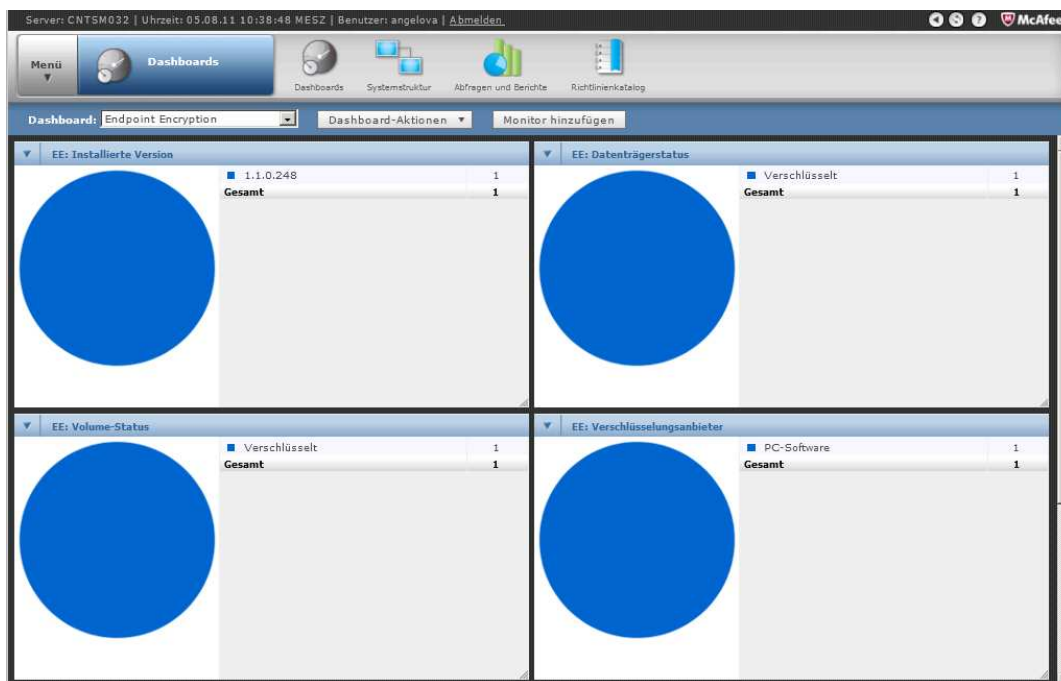 Server: CNTSM032 | Uhrzeit: 05.08.11 10:38:48 MESZ | Benutzer: angelova | Abmelden
McAfee
Menü
Dashboards
Dashboards
Systemstruktur
Abfragen und Berichte
Richtlinienkatalog
Dashboard: Endpoint Encryption
Dashboard-Aktionen
Monitor hinzufügen
EE: Installierte Version
1.1.0.248 1
Gesamt 1
EE: Datenträgerstatus
Verschlüsselt 1
Gesamt 1
EE: Volume-Status
Verschlüsselt 1
Gesamt 1
EE: Verschlüsselungsanbieter
PC-Software 1
Gesamt 1